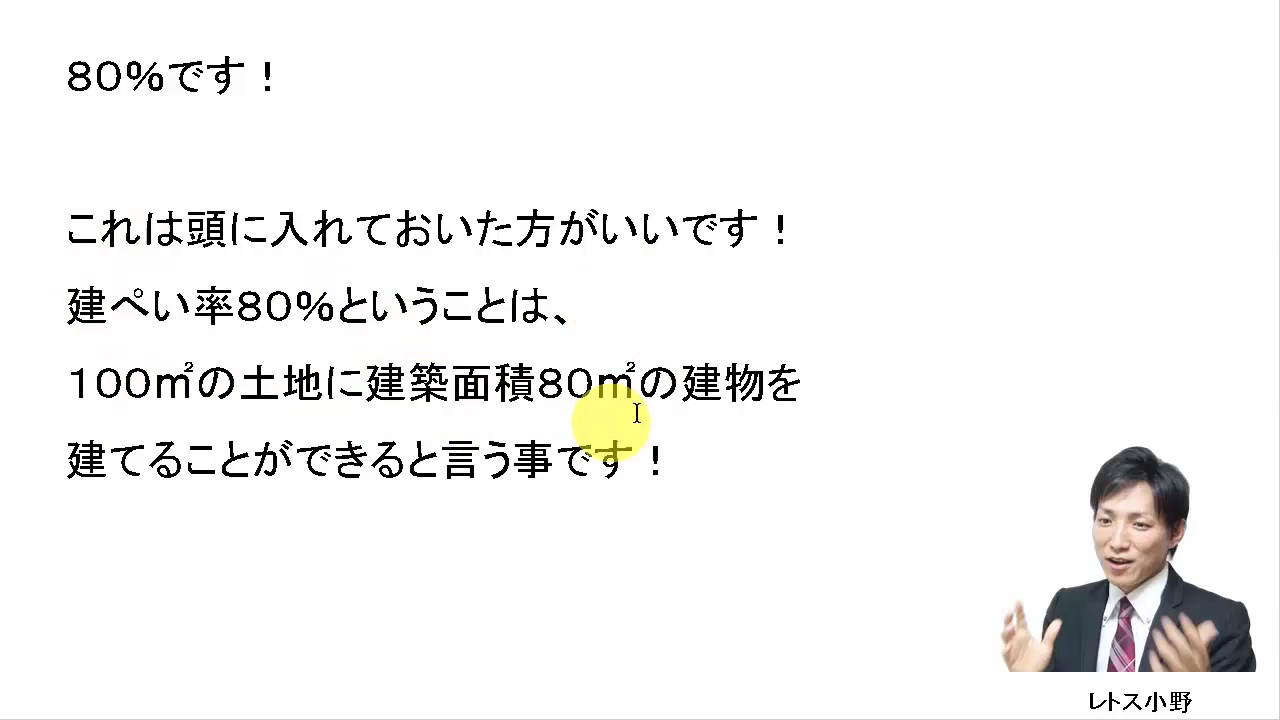 ８０％です！
これは頭に入れておいた方がいいです！
建ぺい率８０％ということは、
１００㎡の土地に建築面積８０㎡の建物を
建てることができると言う事です！
レトス小野